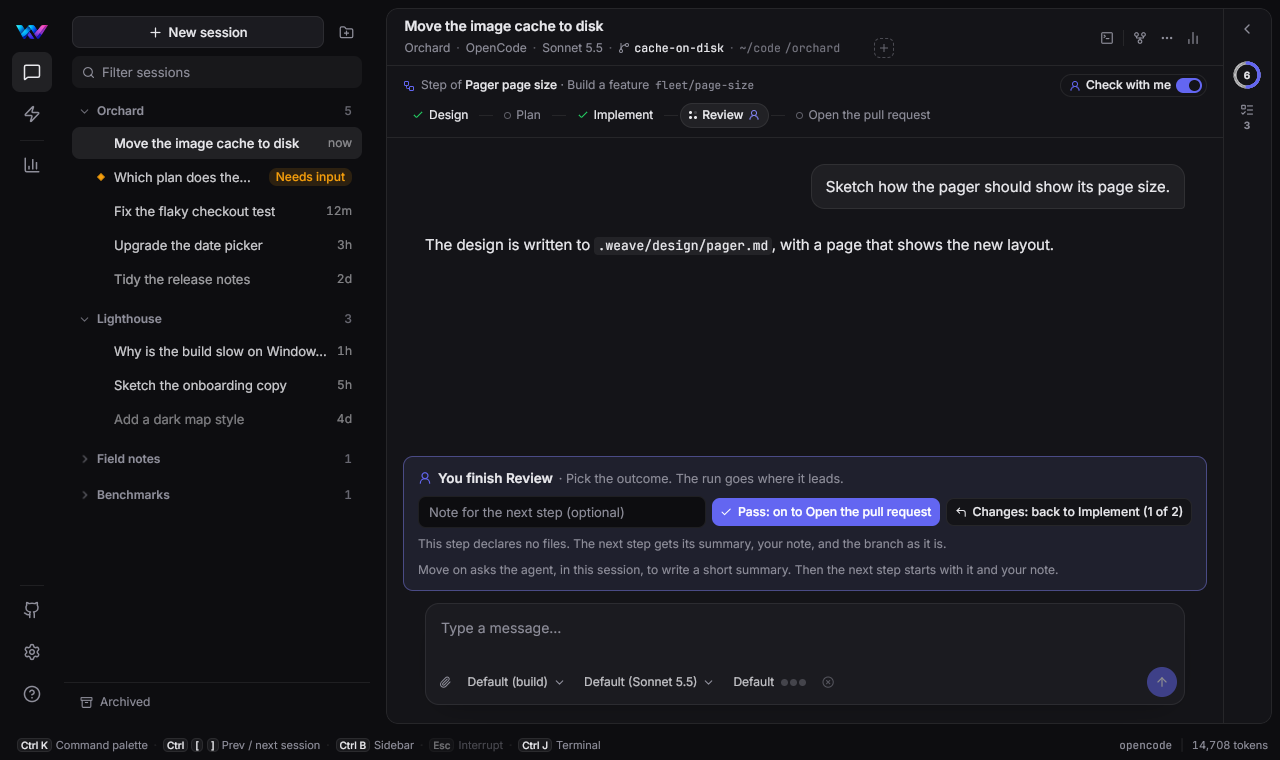 New session
Filter sessions
Orchard 5
Move the image cache to disk now
Which plan does the... Needs input
Fix the flaky checkout test 12m
Upgrade the date picker 3h
Tidy the release notes 2d
Lighthouse 3
Why is the build slow on Window... 1h
Sketch the onboarding copy 5h
Add a dark map style 4d
Field notes 1
Benchmarks 1
Archived
Move the image cache to disk
Orchard · OpenCode · Sonnet 5.5 · cache-on-disk · ~/code /orchard
Step of Pager page size · Build a feature fleet/page-size
Check with me
Design Plan Implement Review Open the pull request
6
3
Sketch how the pager should show its page size.
The design is written to .weave/design/pager.md, with a page that shows the new layout.
You finish Review · Pick the outcome. The run goes where it leads.
Note for the next step (optional) Pass: on to Open the pull request Changes: back to Implement (1 of 2)
This step declares no files. The next step gets its summary, your note, and the branch as it is.
Move on asks the agent, in this session, to write a short summary. Then the next step starts with it and your note.
Type a message...
Default (build) Default (Sonnet 5.5) Default
Ctrl K Command palette · Ctrl [ ] Prev / next session · Ctrl B Sidebar · Esc Interrupt · Ctrl J Terminal
opencode 14,708 tokens